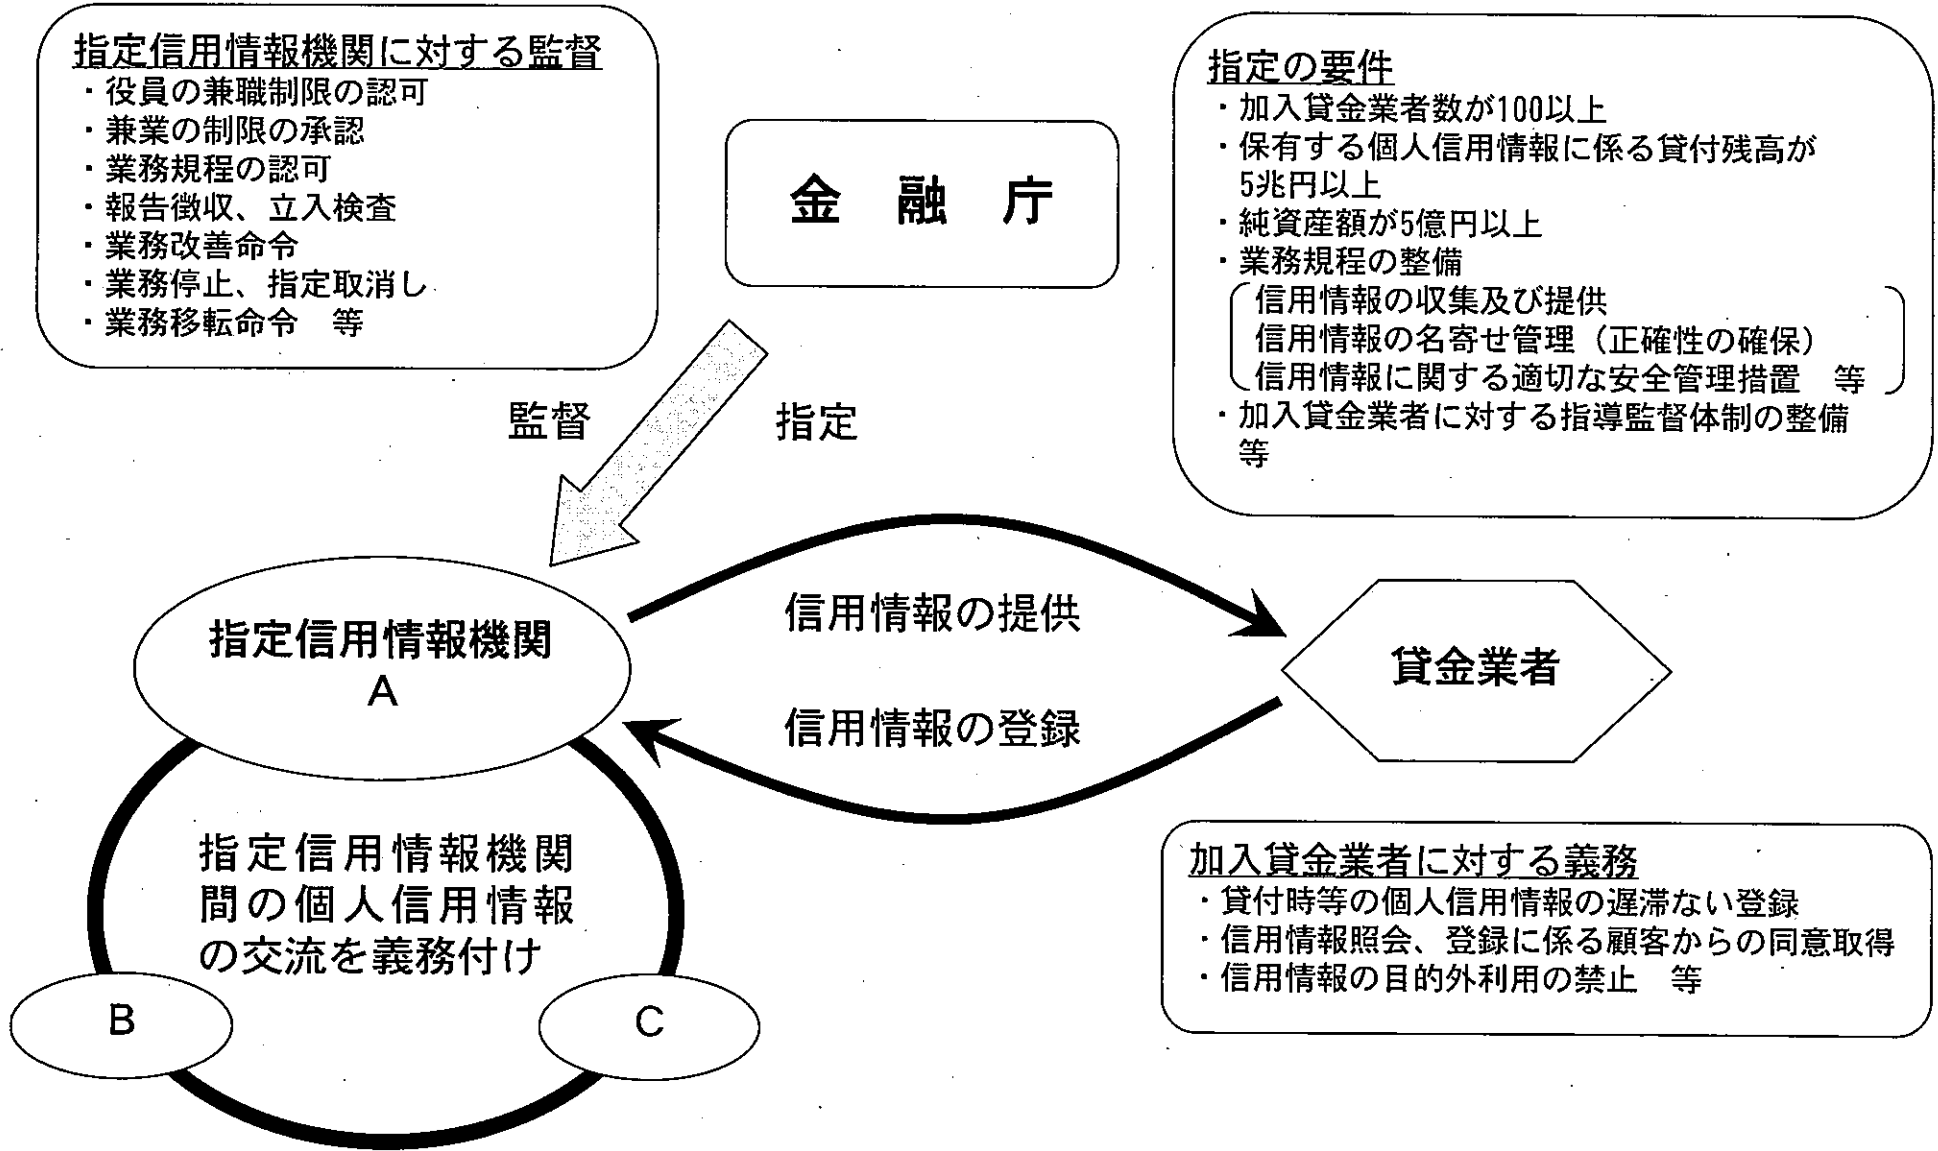 指定信用情報機関に対する監督
・役員の兼職制限の認可
・兼業の制限の承認
・業務規程の認可
・報告徴収、立入検査
・業務改善命令
・業務停止、指定取消し
・業務移転命令　等
金　融　庁
指定の要件
・加入貸金業者数が100以上
・保有する個人信用情報に係る貸付残高が
5兆円以上
・純資産額が5億円以上
・業務規程の整備
信用情報の収集及び提供
信用情報の名寄せ管理（正確性の確保）
信用情報に関する適切な安全管理措置　等
・加入貸金業者に対する指導監督体制の整備
等
監督
指定
指定信用情報機関
A
信用情報の提供
信用情報の登録
貸金業者
指定信用情報機関
間の個人信用情報
の交流を義務付け
B
C
加入貸金業者に対する義務
・貸付時等の個人信用情報の遅滞ない登録
・信用情報照会、登録に係る顧客からの同意取得
・信用情報の目的外利用の禁止　等